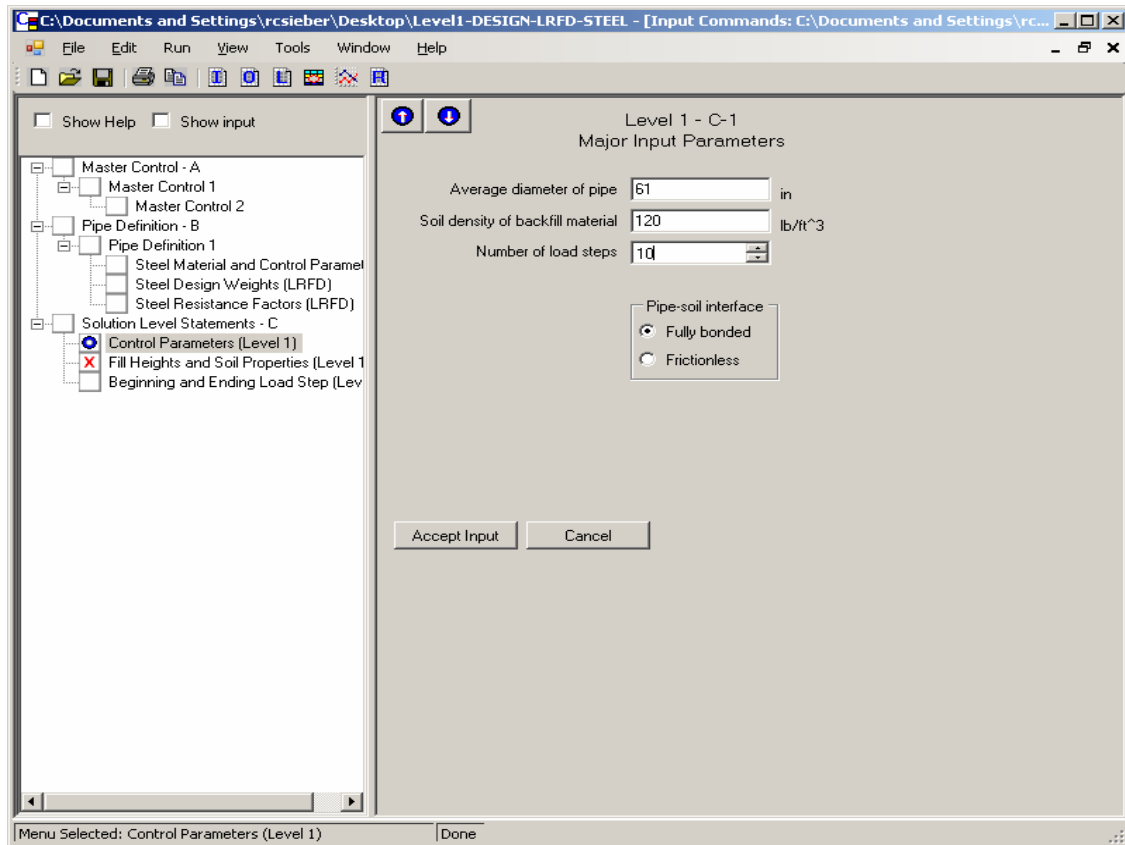 C:\Documents and Settings\rcsieber\Desktop\Level1-DESIGN-LRFD-STEEL - [Input Commands: C:\Documents and Settings\rc...
File Edit Run View Tools Window Help
Show Help Show input
Master Control - A
Master Control 1
Master Control 2
Pipe Definition - B
Pipe Definition 1
Steel Material and Control Paramet
Steel Design Weights (LRFD)
Steel Resistance Factors (LRFD)
Solution Level Statements - C
Control Parameters (Level 1)
Fill Heights and Soil Properties (Level 1
Beginning and Ending Load Step (Lev
Level 1 - C-1
Major Input Parameters
Average diameter of pipe 61 in
Soil density of backfill material 120 lb/ft^3
Number of load steps 10
Pipe-soil interface
Fully bonded
Frictionless
Accept Input Cancel
Menu Selected: Control Parameters (Level 1) Done